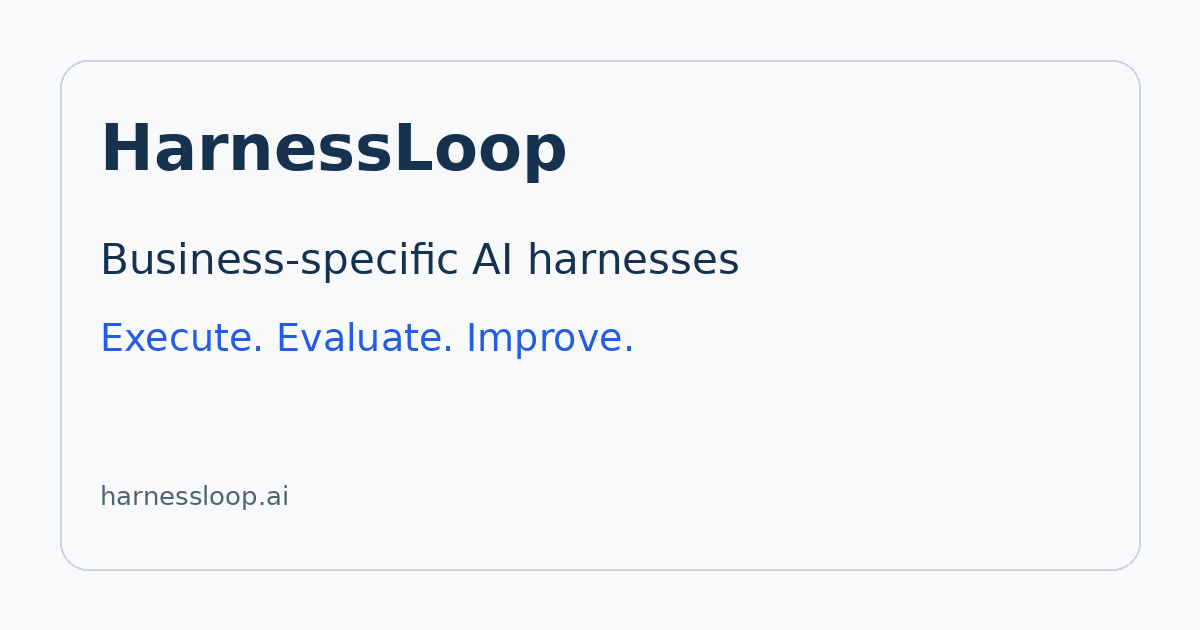 HarnessLoop
Business-specific AI harnesses
Execute. Evaluate. Improve.
harnessloop.ai